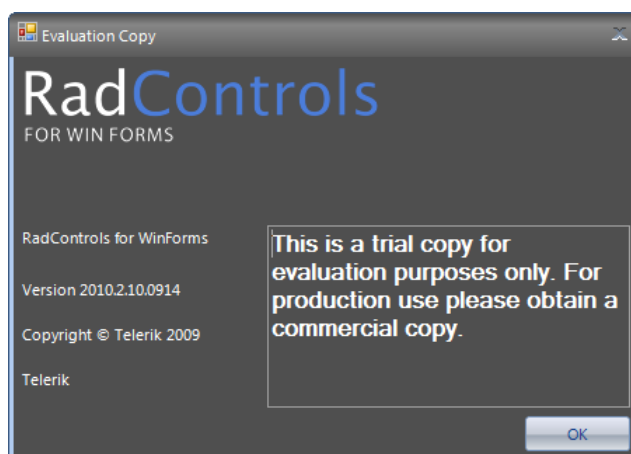 Evaluation Copy
RadControls
FOR WIN FORMS
RadControls for WinForms
Version 2010.2.10.0914
Copyright © Telerik 2009
Telerik
This is a trial copy for
evaluation purposes only. For
production use please obtain a
commercial copy.
OK